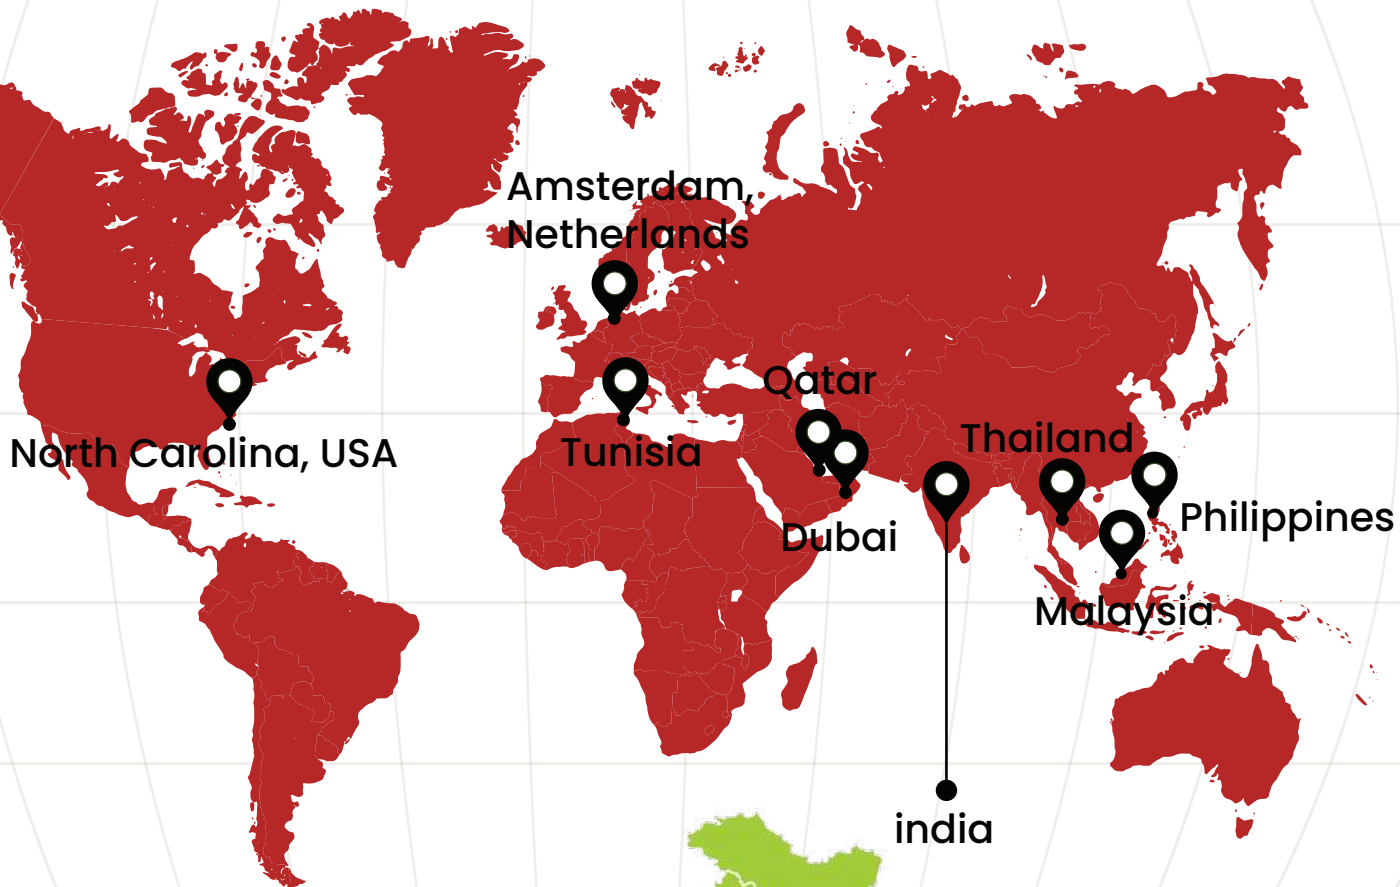 Amsterdam,
Netherlands
Qatar
Thailand
North Carolina, USA
Tunisia
Philippines
Dubai
Malaysia
india